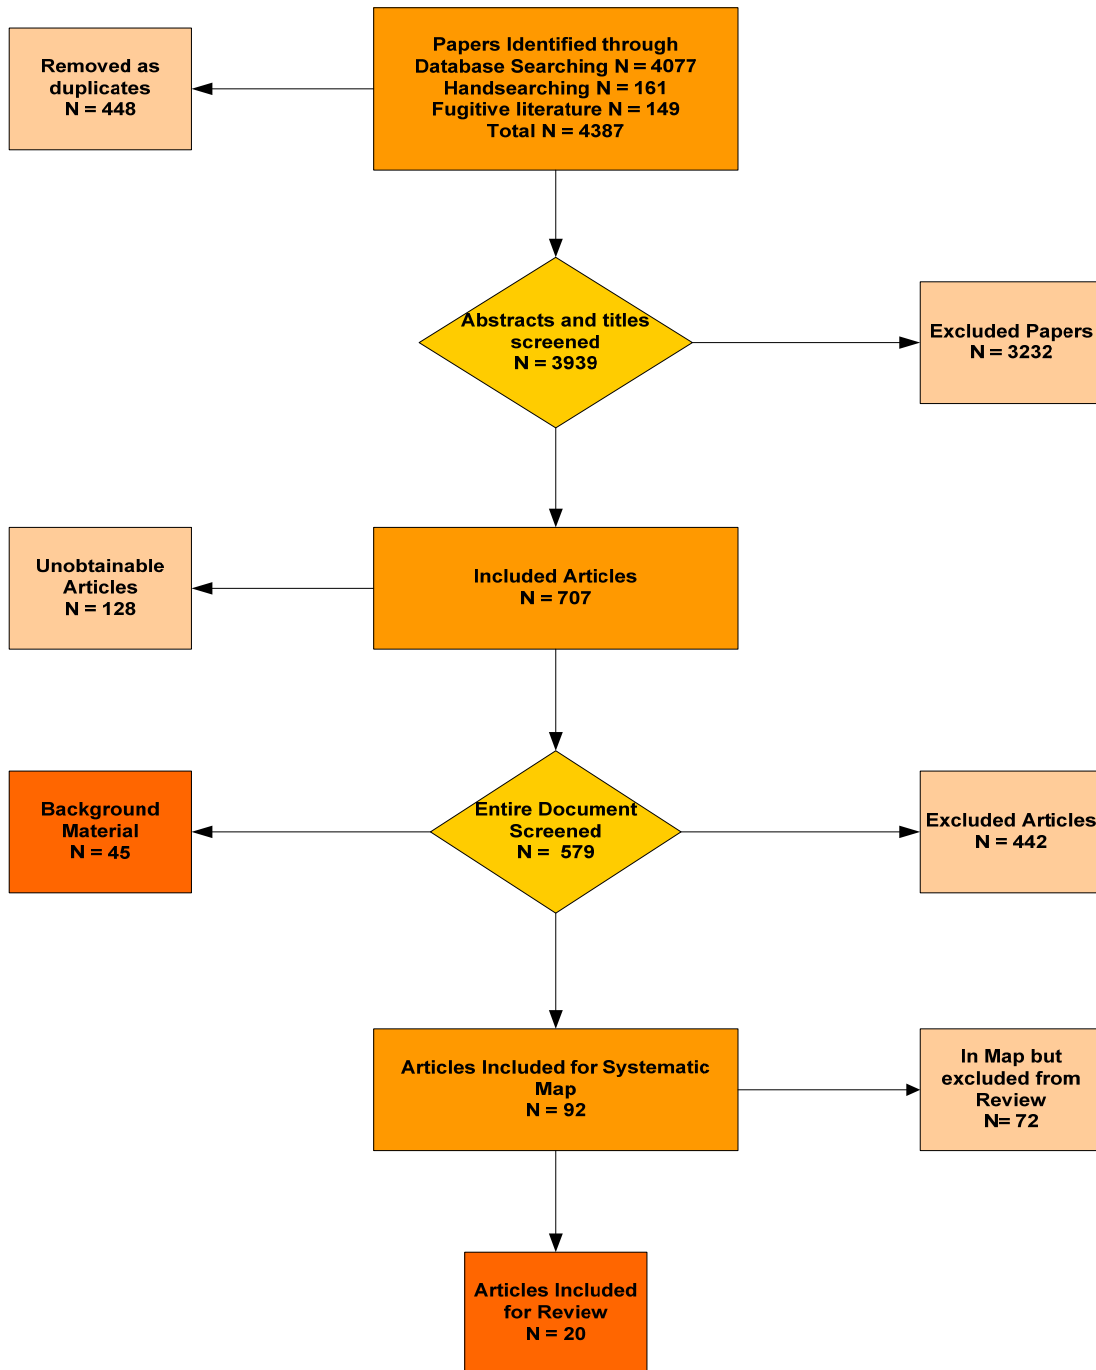 Papers Identified through
Database Searching N = 4077
Handsearching N = 161
Fugitive literature N = 149
Total N = 4387
Removed as
duplicates
N = 448
Abstracts and titles
screened
N = 3939
Excluded Papers
N = 3232
Included Articles
N = 707
Unobtainable
Articles
N = 128
Entire Document
Screened
N =  579
Background
Material
N = 45
Excluded Articles
N = 442
Articles Included for Systematic
Map
N = 92
In Map but
excluded from
Review
N= 72
Articles Included
for Review
N = 20